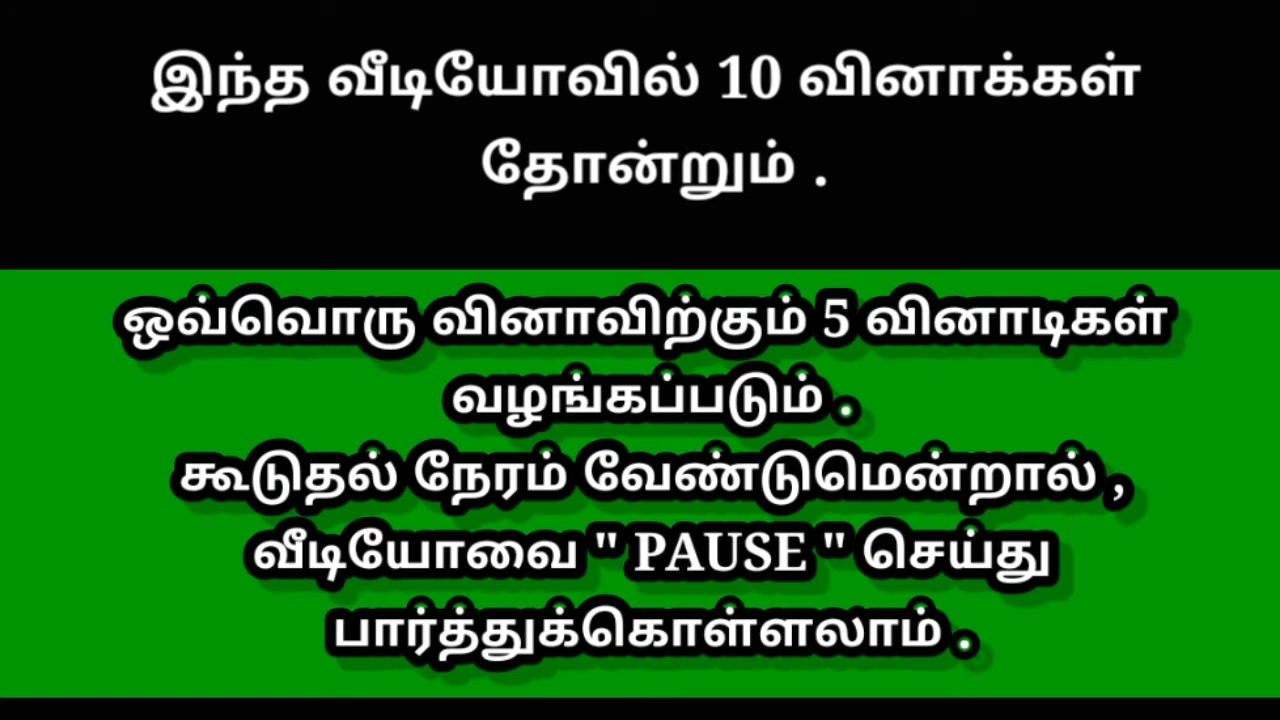 இந்த வீடியோவில் 10 வினாக்கள்
தோன்றும் .
ஒவ்வொரு வினாவிற்கும் 5 வினாடிகள்
வழங்கப்படும் .
கூடுதல் நேரம் வேண்டுமென்றால் ,
வீடியோவை " PAUSE " செய்து
பார்த்துக்கொள்ளலாம் .